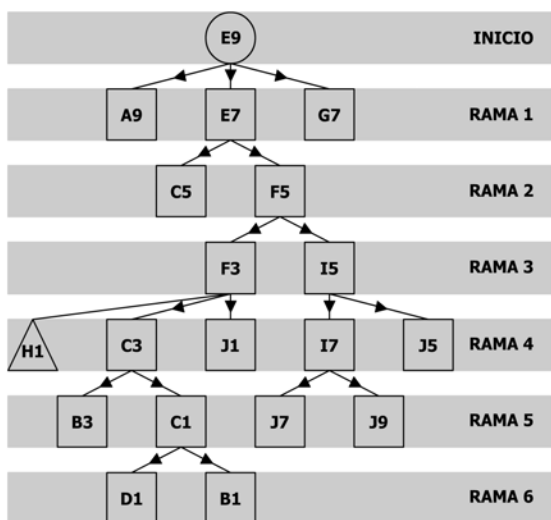 E9 INICIO
A9 E7 G7 RAMA 1
C5 F5 RAMA 2
F3 I5 RAMA 3
H1 C3 J1 I7 J5 RAMA 4
B3 C1 J7 J9 RAMA 5
D1 B1 RAMA 6